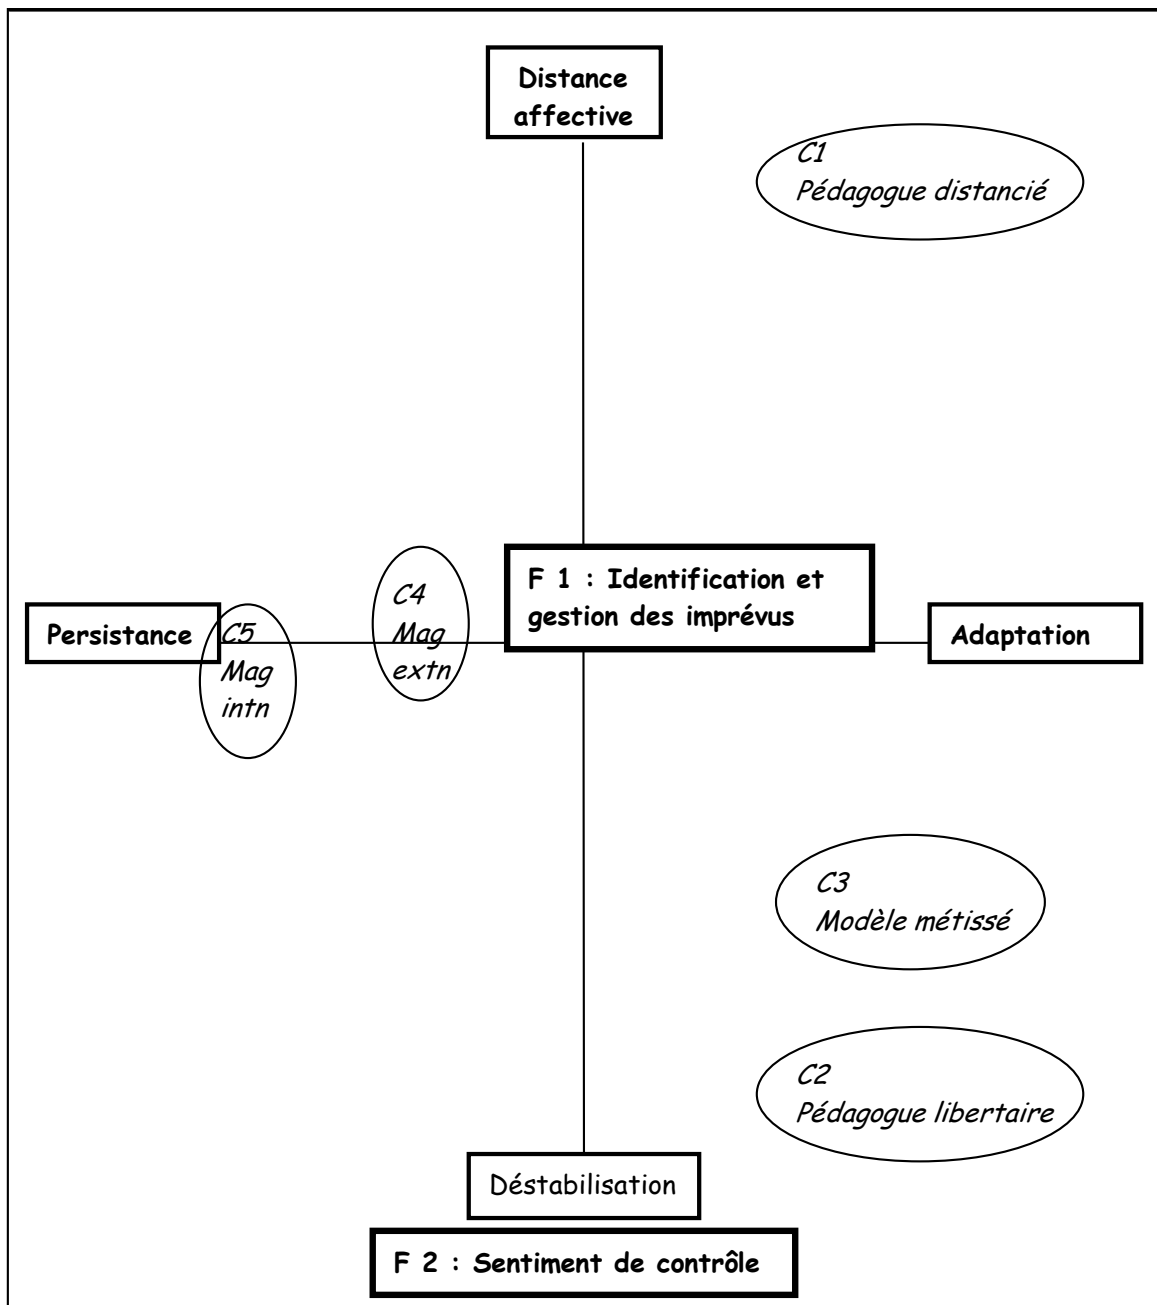 Distance
affective
C1
Pédagogue distancié
F 1 : Identification et
gestion des imprévus
C4
Mag
extn
Persistance
C5
Mag
intn
Adaptation
C3
Modèle métissé
C2
Pédagogue libertaire
Déstabilisation
F 2 : Sentiment de contrôle